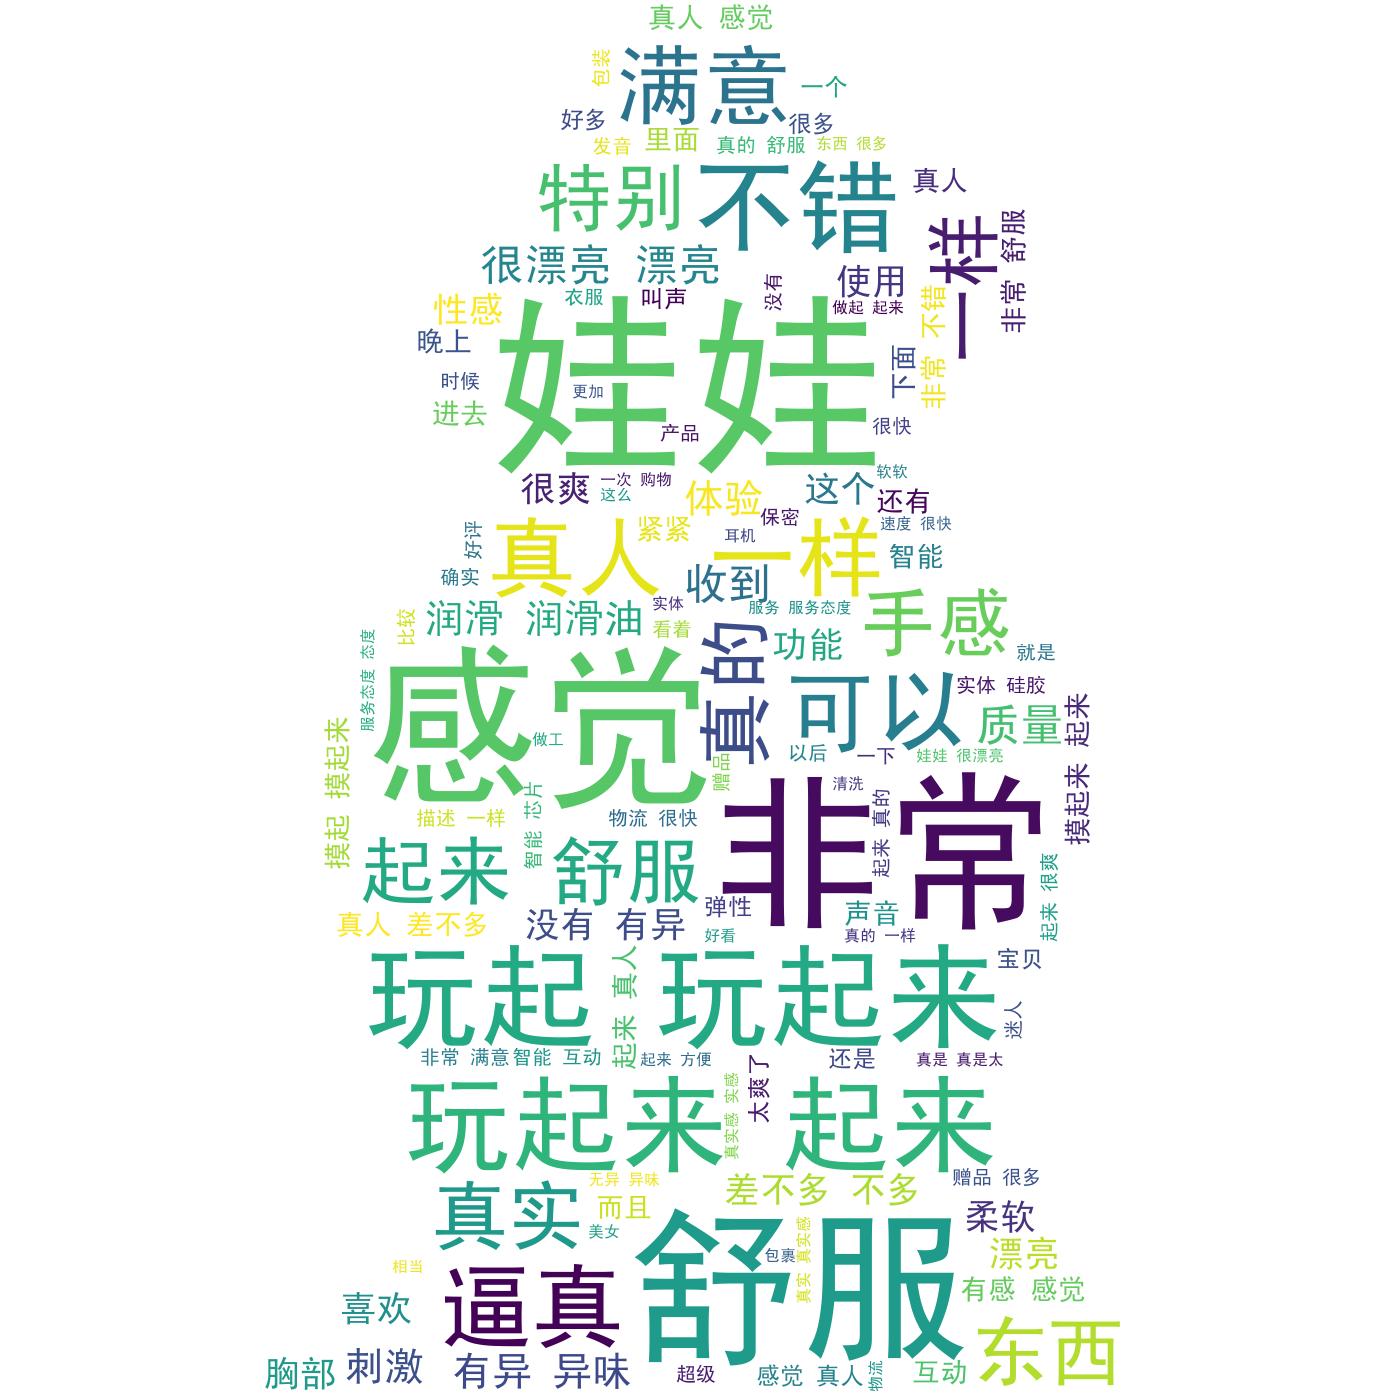 真人 感觉
包装
满意
一个
好多
很多
发音
里面
真的 舒服
东西 很多
特别
不错
真人
一样
非常 舒服
很漂亮 漂亮
没有
使用
性感
衣服
叫声
做起 起来
非常 不错
晚上
娃娃
下面
时候
更加
进去
产品
很快
很爽
一次 购物
这么
体验
这个
软软
还有
保密
好评
真人
紧紧
耳机
一样
速度 很快
智能
确实
收到
润滑 润滑油
实体
服务 服务态度
手感
比较
看着
真的
功能
就是
服务态度 态度
感觉
可以
实体 硅胶
质量
摸起来 起来
摸起 摸起来
做工
以后
一下
娃娃 很漂亮
赠品
非常
清洗
描述 一样
智能 芯片
物流 很快
起来 真的
起来
舒服
起来 很爽
真人 差不多
没有 有异
弹性
声音
好看
真的 一样
玩起 玩起来
起来 真人
宝贝
迷人
非常 满意
智能 互动
起来 方便
还是
真是 真是太
玩起来 起来
真实感 实感
太爽了
无异 异味
差不多 不多
赠品 很多
真实
而且
美女
舒服
包裹
真实 真实感
柔软
漂亮
相当
逼真
有感 感觉
喜欢
东西
胸部
刺激
有异 异味
超级
感觉 真人
物流
互动